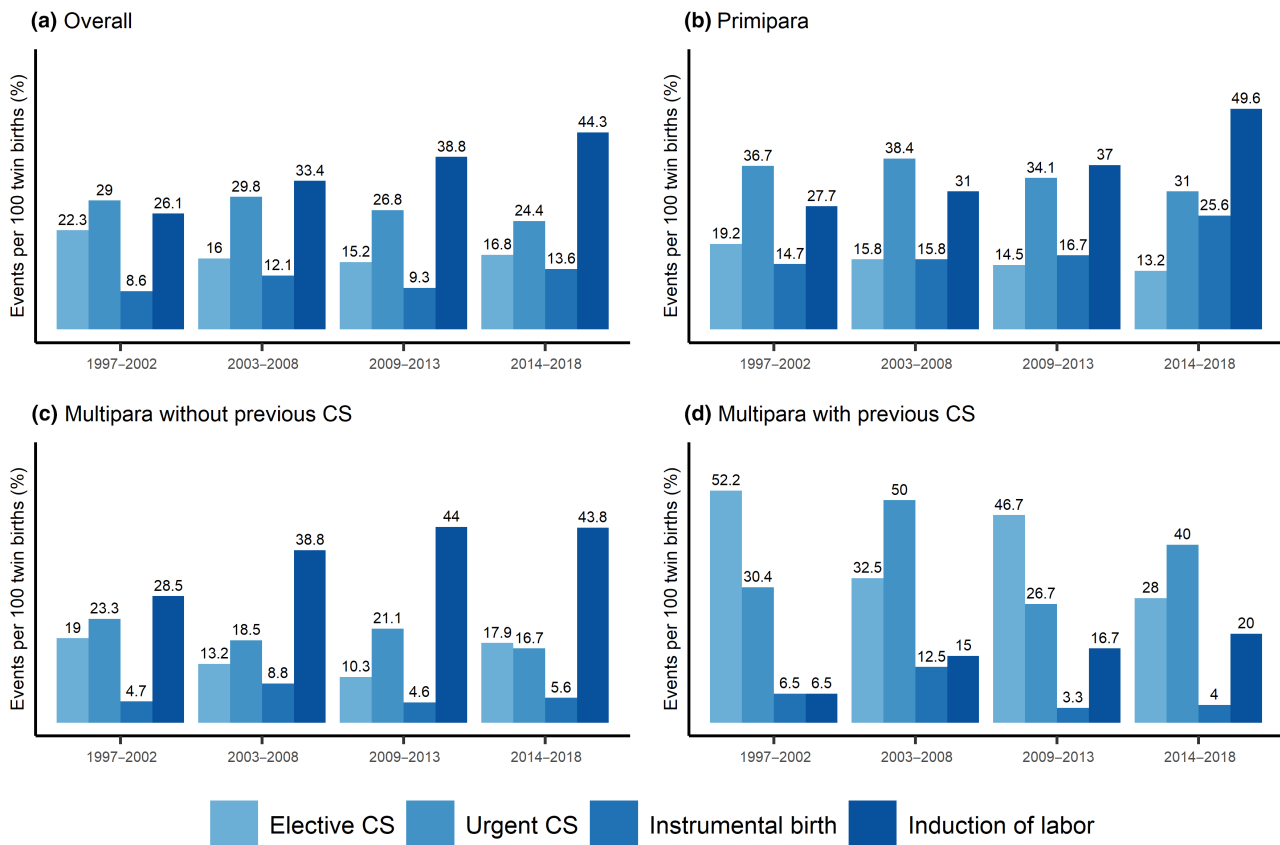 (a) Overall
Events per 100 twin births (%)
22.3 29 8.6 26.1
16 29.8 12.1 33.4
15.2 26.8 9.3 38.8
16.8 24.4 13.6 44.3
1997–2002 2003–2008 2009–2013 2014–2018
(b) Primipara
Events per 100 twin births (%)
19.2 36.7 14.7 27.7
15.8 38.4 15.8 31
14.5 34.1 16.7 37
13.2 31 25.6 49.6
1997–2002 2003–2008 2009–2013 2014–2018
(c) Multipara without previous CS
Events per 100 twin births (%)
19 23.3 4.7 28.5
13.2 18.5 8.8 38.8
10.3 21.1 4.6 44
17.9 16.7 5.6 43.8
1997–2002 2003–2008 2009–2013 2014–2018
(d) Multipara with previous CS
Events per 100 twin births (%)
52.2 30.4 6.5 6.5
32.5 50 12.5 15
46.7 26.7 3.3 16.7
28 40 4 20
1997–2002 2003–2008 2009–2013 2014–2018
Elective CS Urgent CS Instrumental birth Induction of labor